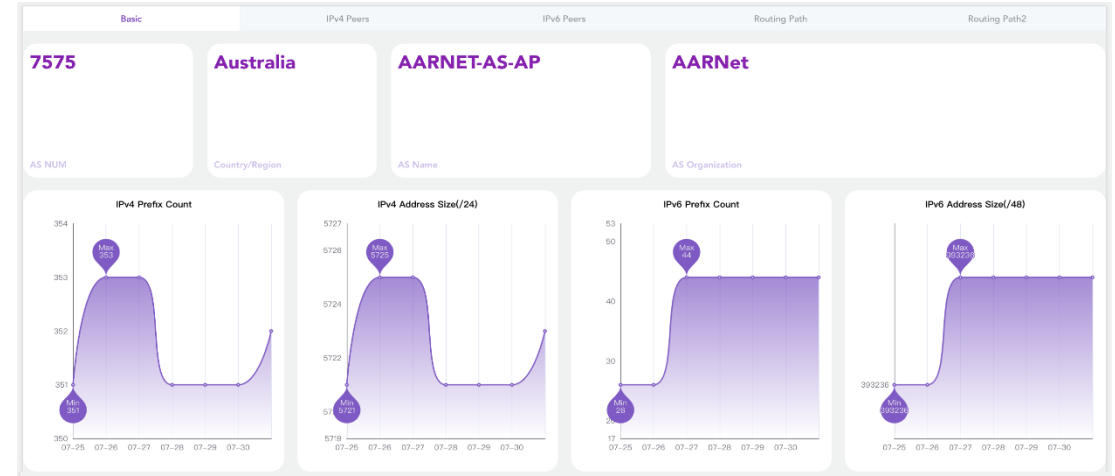 Basic
IPv4 Peers
IPv6 Peers
Routing Path
Routing Path2
7575
AS NUM
Australia
Country/Region
AARNET-AS-AP
AS Name
AARNet
AS Organization
IPv4 Prefix Count
354
353
352
351
350
Max
353
Min
351
07-25 07-26 07-27 07-28 07-29 07-30
IPv4 Address Size(/24)
5727
5726
5724
5722
5718
Max
5725
Min
5721
07-25 07-26 07-27 07-28 07-29 07-30
IPv6 Prefix Count
53
50
40
30
17
Max
44
Min
26
07-25 07-26 07-27 07-28 07-29 07-30
IPv6 Address Size(/48)
393236
Max
Min
393236
07-25 07-26 07-27 07-28 07-29 07-30